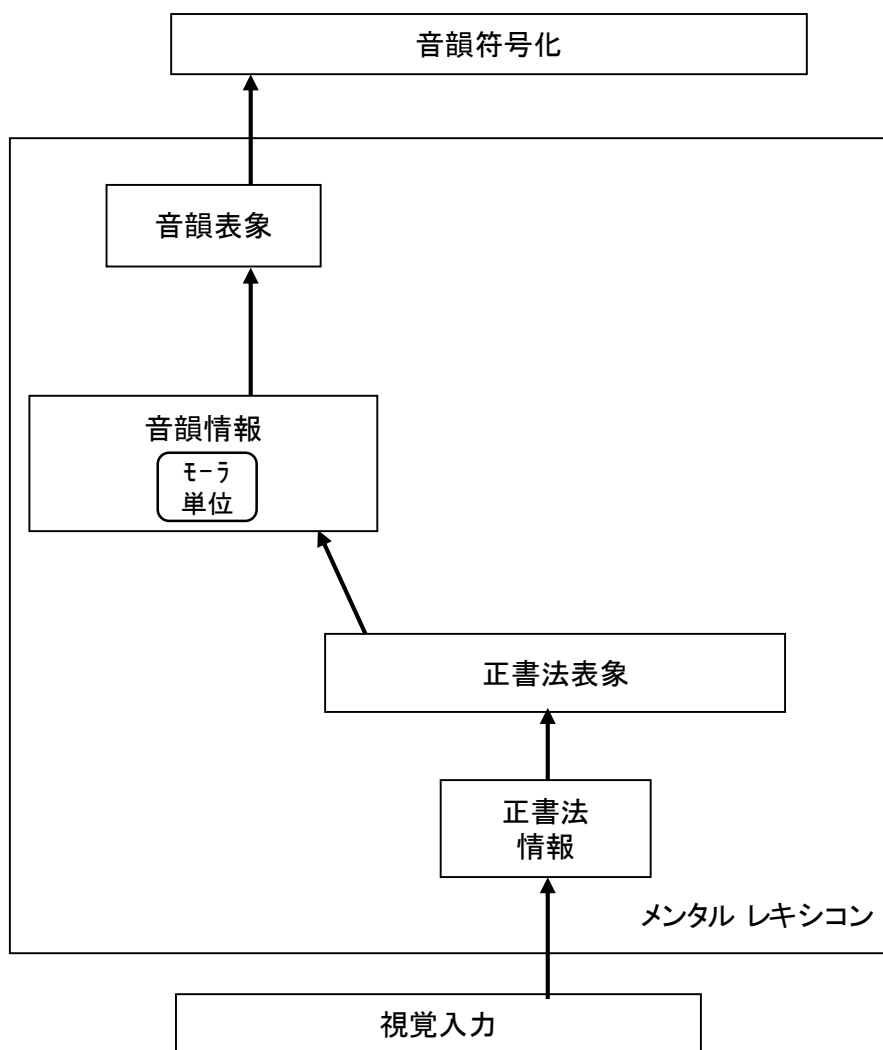 音韻符号化
音韻表象
音韻情報
ﾓｰﾗ
単位
正書法表象
正書法
情報
メンタル レキシコン
視覚入力